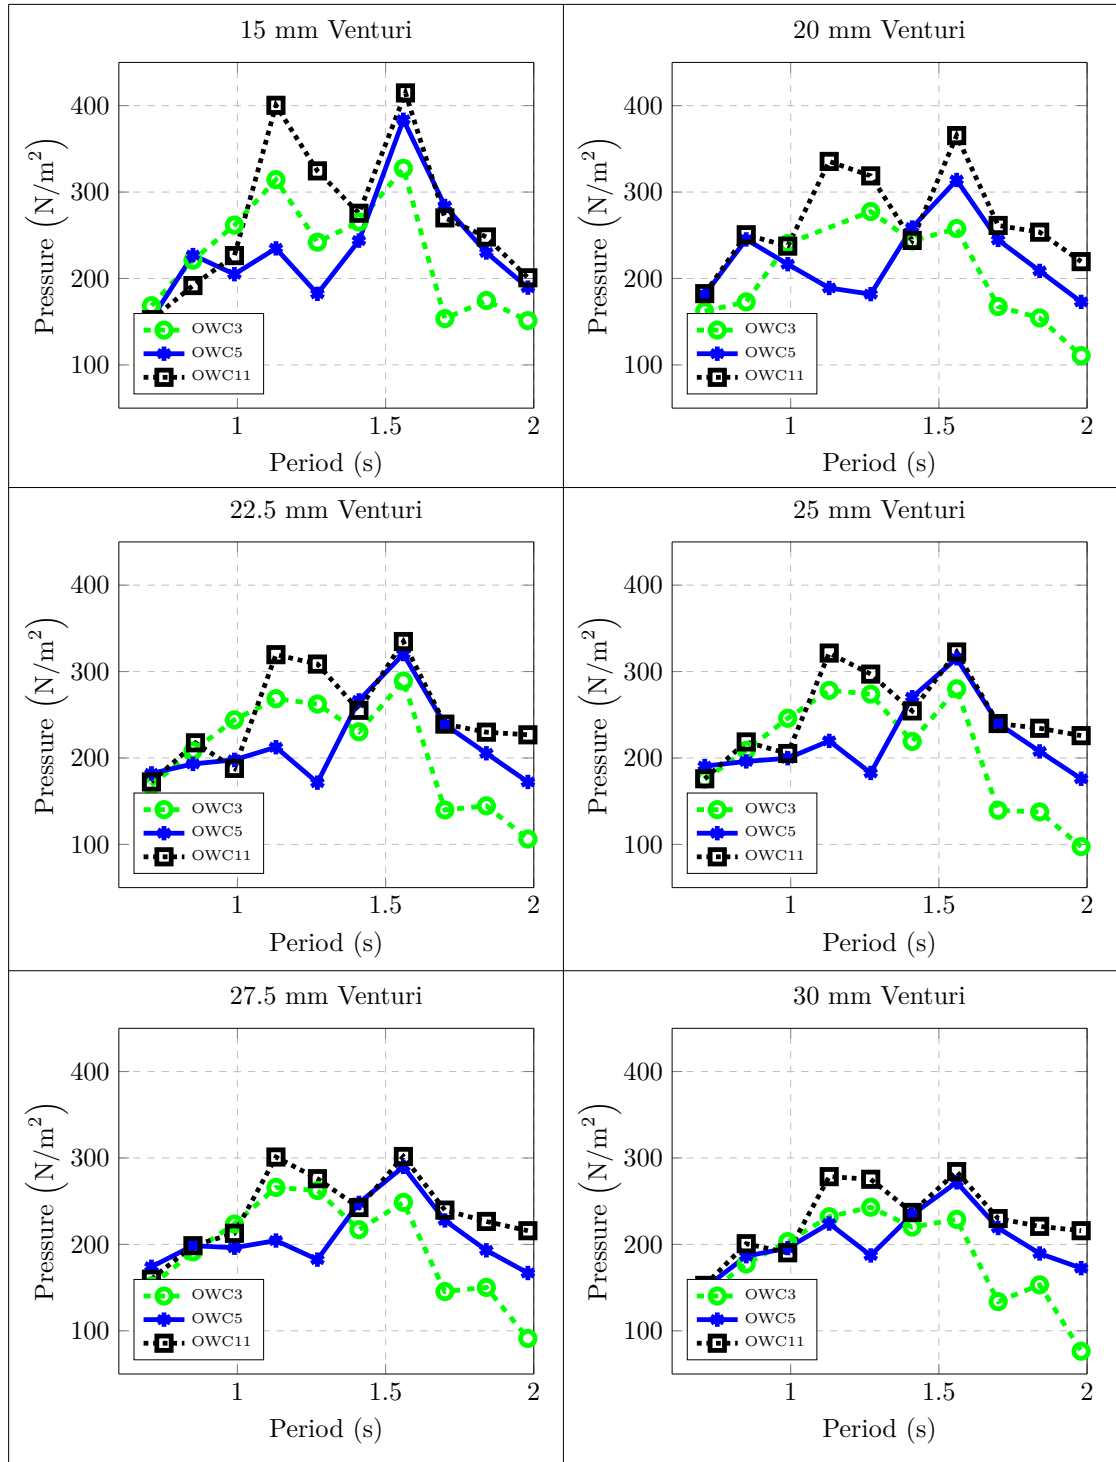 15 mm Venturi
Pressure (N/m²)
400
300
200
100
OWC3
OWC5
OWC11
1
1.5
2
Period (s)
20 mm Venturi
Pressure (N/m²)
400
300
200
100
OWC3
OWC5
OWC11
1
1.5
2
Period (s)
22.5 mm Venturi
Pressure (N/m²)
400
300
200
100
OWC3
OWC5
OWC11
1
1.5
2
Period (s)
25 mm Venturi
Pressure (N/m²)
400
300
200
100
OWC3
OWC5
OWC11
1
1.5
2
Period (s)
27.5 mm Venturi
Pressure (N/m²)
400
300
200
100
OWC3
OWC5
OWC11
1
1.5
2
Period (s)
30 mm Venturi
Pressure (N/m²)
400
300
200
100
OWC3
OWC5
OWC11
1
1.5
2
Period (s)